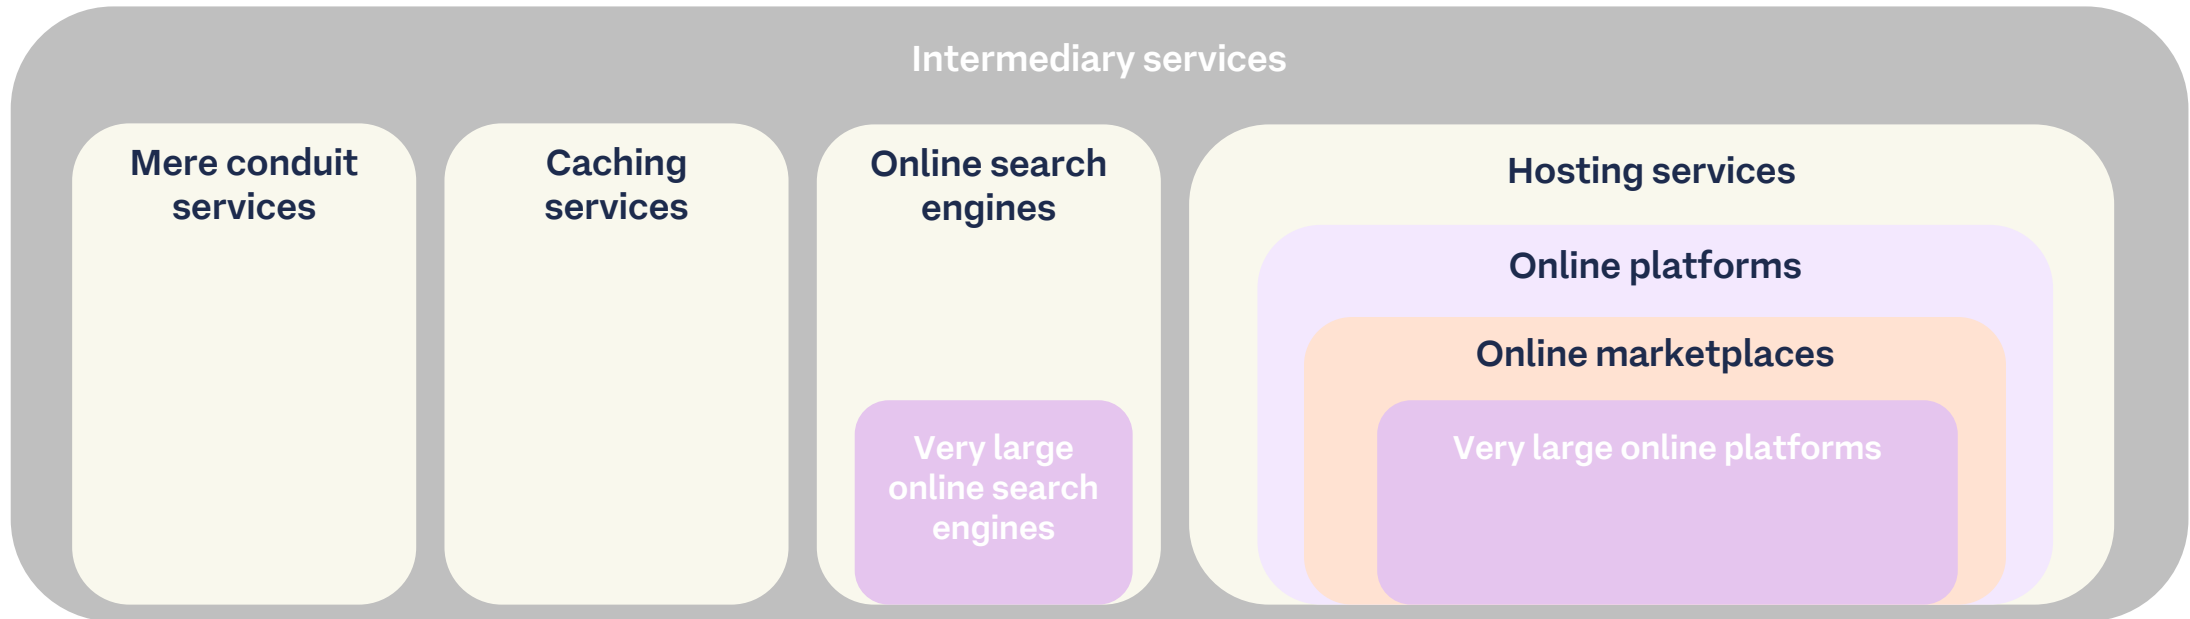 Intermediary services
Mere conduit
services
Caching
services
Online search
engines
Very large
online search
engines
Hosting services
Online platforms
Online marketplaces
Very large online platforms